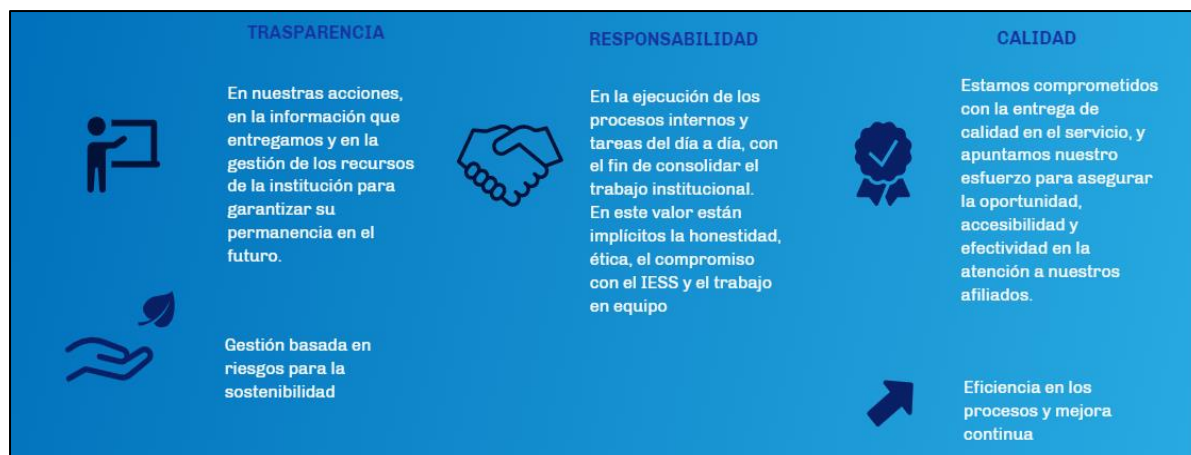 TRASPARENCIA
En nuestras acciones,
en la información que
entregamos y en la
gestión de los recursos
de la institución para
garantizar su
permanencia en el
futuro.
Gestión basada en
riesgos para la
sostenibilidad
RESPONSABILIDAD
En la ejecución de los
procesos internos y
tareas del día a día, con
el fin de consolidar el
trabajo institucional.
En este valor están
implícitos la honestidad,
ética, el compromiso
con el IESS y el trabajo
en equipo
CALIDAD
Estamos comprometidos
con la entrega de
calidad en el servicio, y
apuntamos nuestro
esfuerzo para asegurar
la oportunidad,
accesibilidad y
efectividad en la
atención a nuestros
afiliados.
Eficiencia en los
procesos y mejora
continua